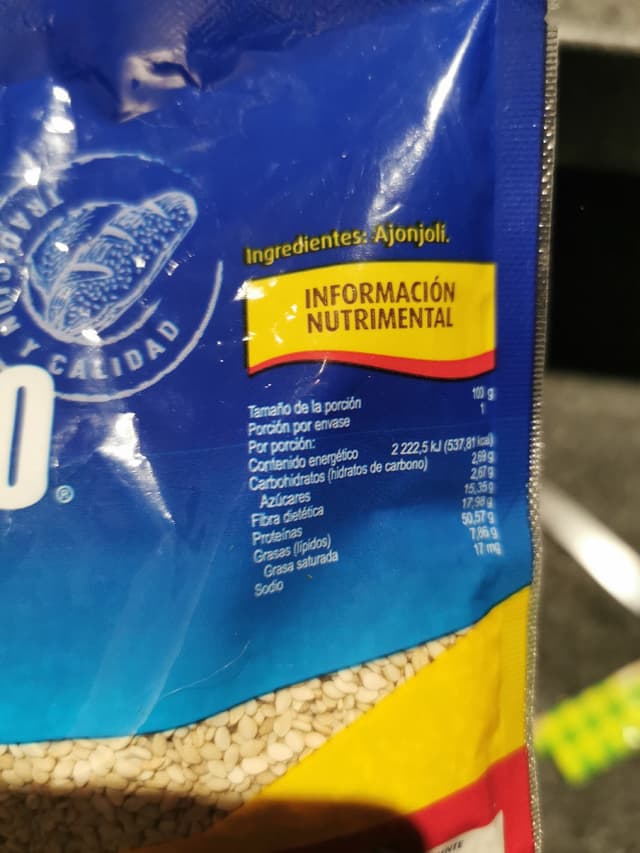 TRADICIÓN Y CALIDAD
O®
Ingredientes: Ajonjolí.
INFORMACIÓN
NUTRIMENTAL
Tamaño de la porción 100 g
Porción por envase 1
Por porción:
Contenido energético 2 222,5 kJ (537,81 kcal)
Carbohidratos (hidratos de carbono) 2,69 g
Azúcares 2,67 g
Fibra dietética 15,35 g
Proteínas 17,98 g
Grasas (lípidos) 50,57 g
Grasa saturada 7,86 g
Sodio 17 mg